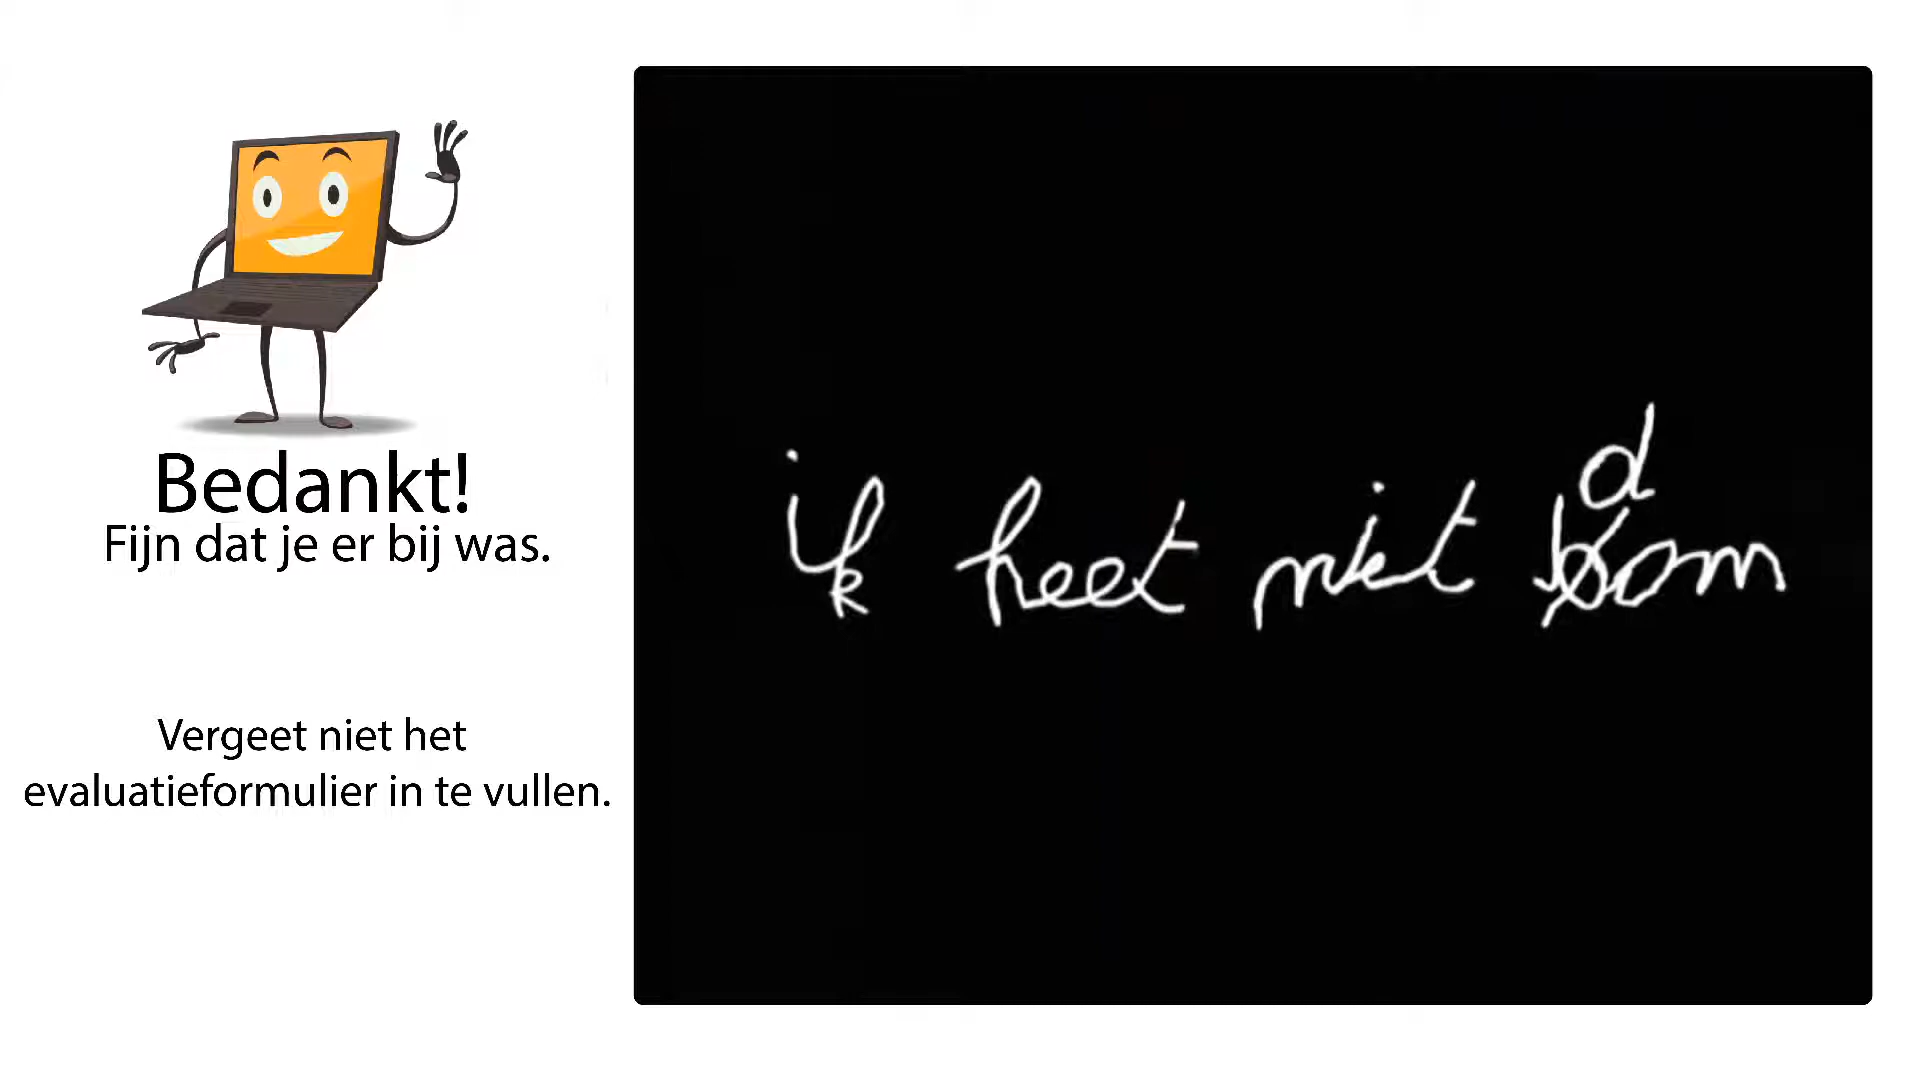 Bedankt!
Fijn dat je er bij was.
Vergeet niet het
evaluatieformulier in te vullen.
ik heet niet dom